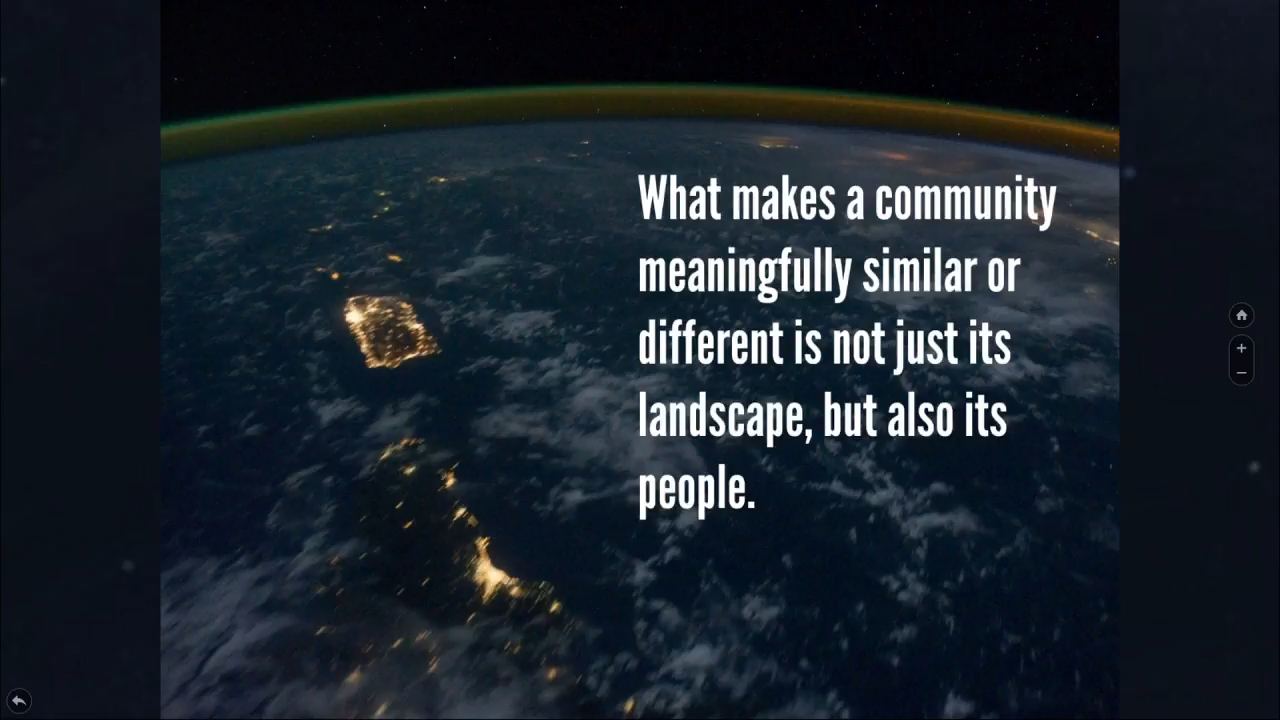 What makes a community
meaningfully similar or
different is not just its
landscape, but also its
people.